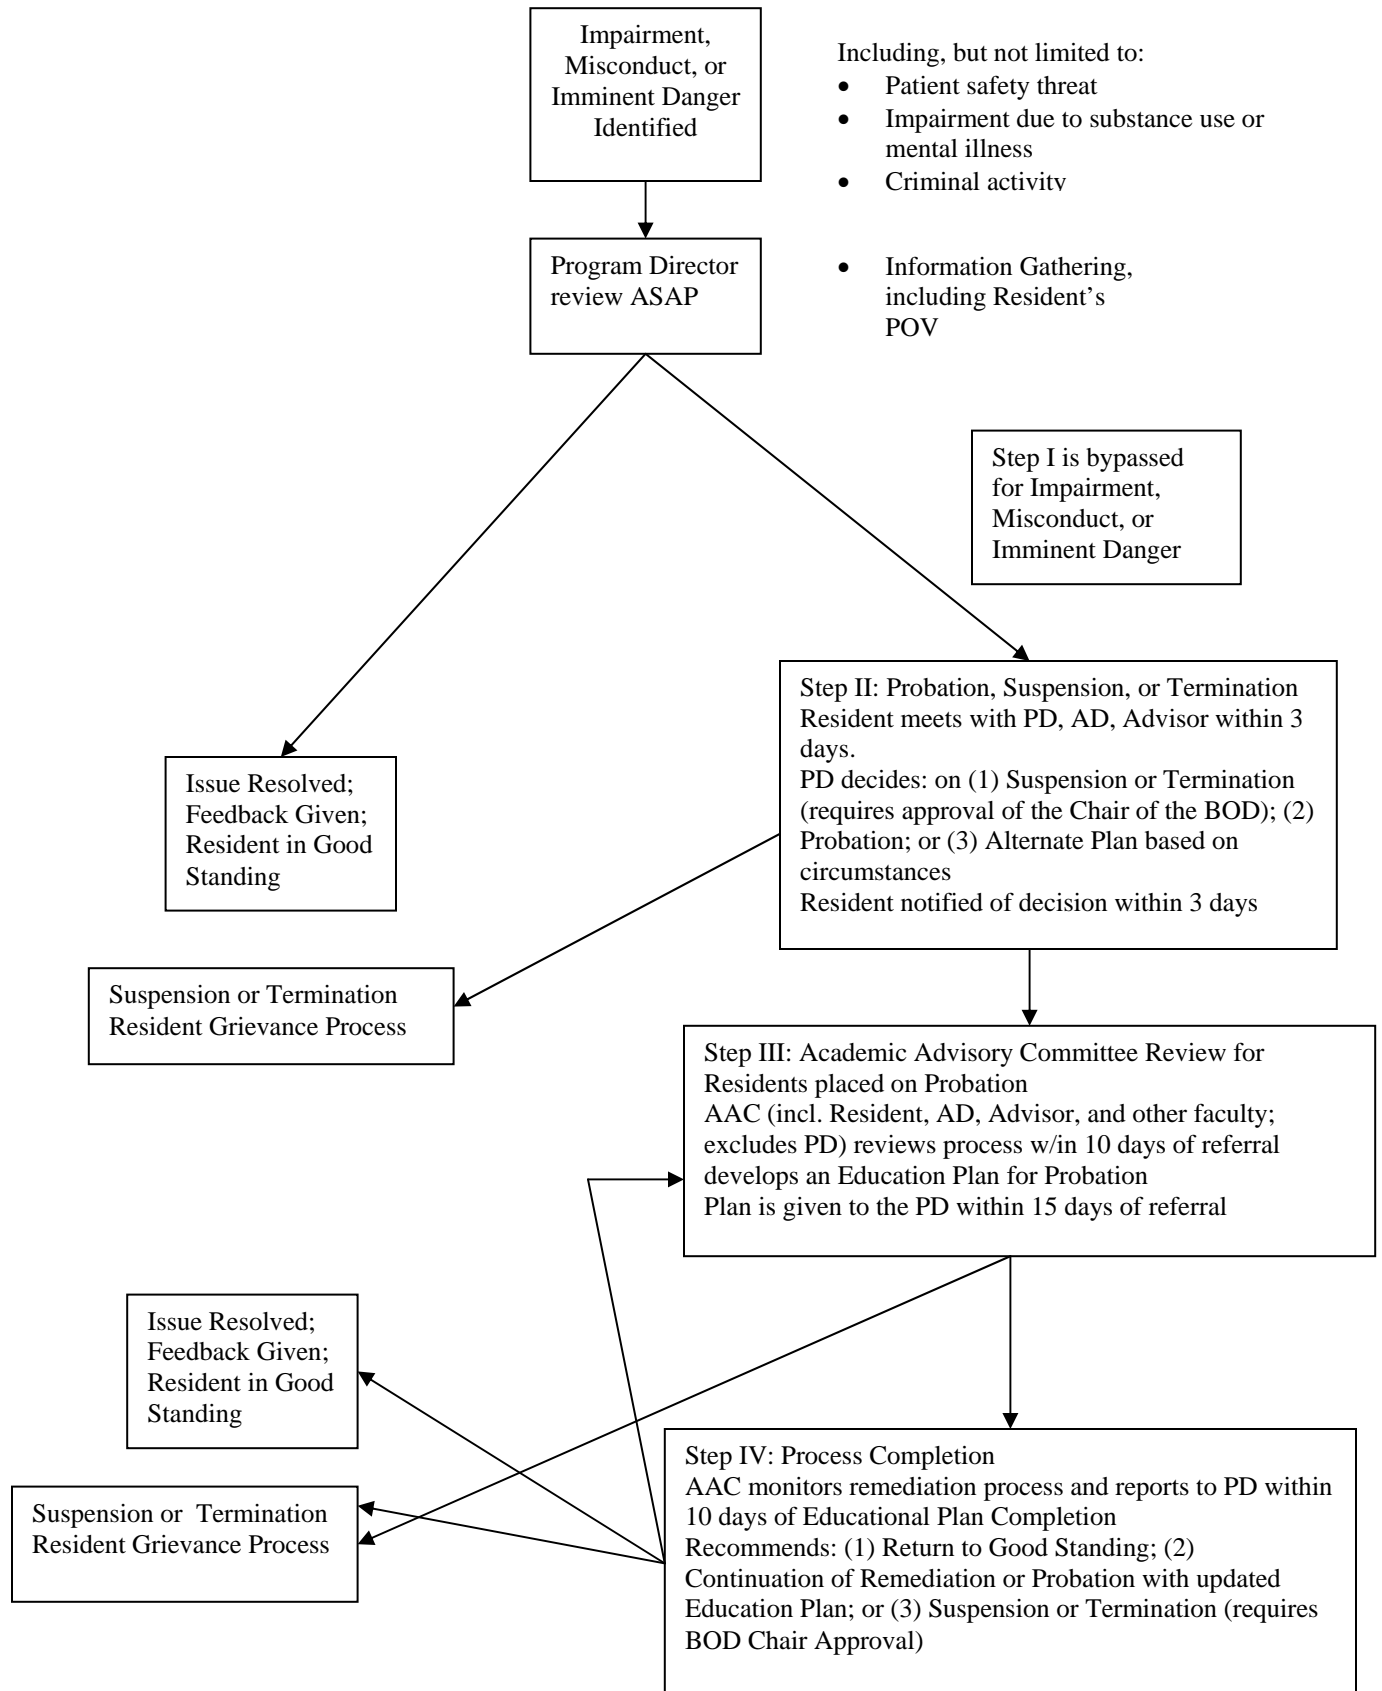 Impairment,
Misconduct, or
Imminent Danger
Identified
Including, but not limited to:
• Patient safety threat
• Impairment due to substance use or
mental illness
• Criminal activity
Program Director
review ASAP
• Information Gathering,
including Resident’s
POV
Step I is bypassed
for Impairment,
Misconduct, or
Imminent Danger
Step II: Probation, Suspension, or Termination
Resident meets with PD, AD, Advisor within 3
days.
PD decides: on (1) Suspension or Termination
(requires approval of the Chair of the BOD); (2)
Probation; or (3) Alternate Plan based on
circumstances
Resident notified of decision within 3 days
Issue Resolved;
Feedback Given;
Resident in Good
Standing
Suspension or Termination
Resident Grievance Process
Step III: Academic Advisory Committee Review for
Residents placed on Probation
AAC (incl. Resident, AD, Advisor, and other faculty;
excludes PD) reviews process w/in 10 days of referral
develops an Education Plan for Probation
Plan is given to the PD within 15 days of referral
Issue Resolved;
Feedback Given;
Resident in Good
Standing
Suspension or  Termination
Resident Grievance Process
Step IV: Process Completion
AAC monitors remediation process and reports to PD within
10 days of Educational Plan Completion
Recommends: (1) Return to Good Standing; (2)
Continuation of Remediation or Probation with updated
Education Plan; or (3) Suspension or Termination (requires
BOD Chair Approval)